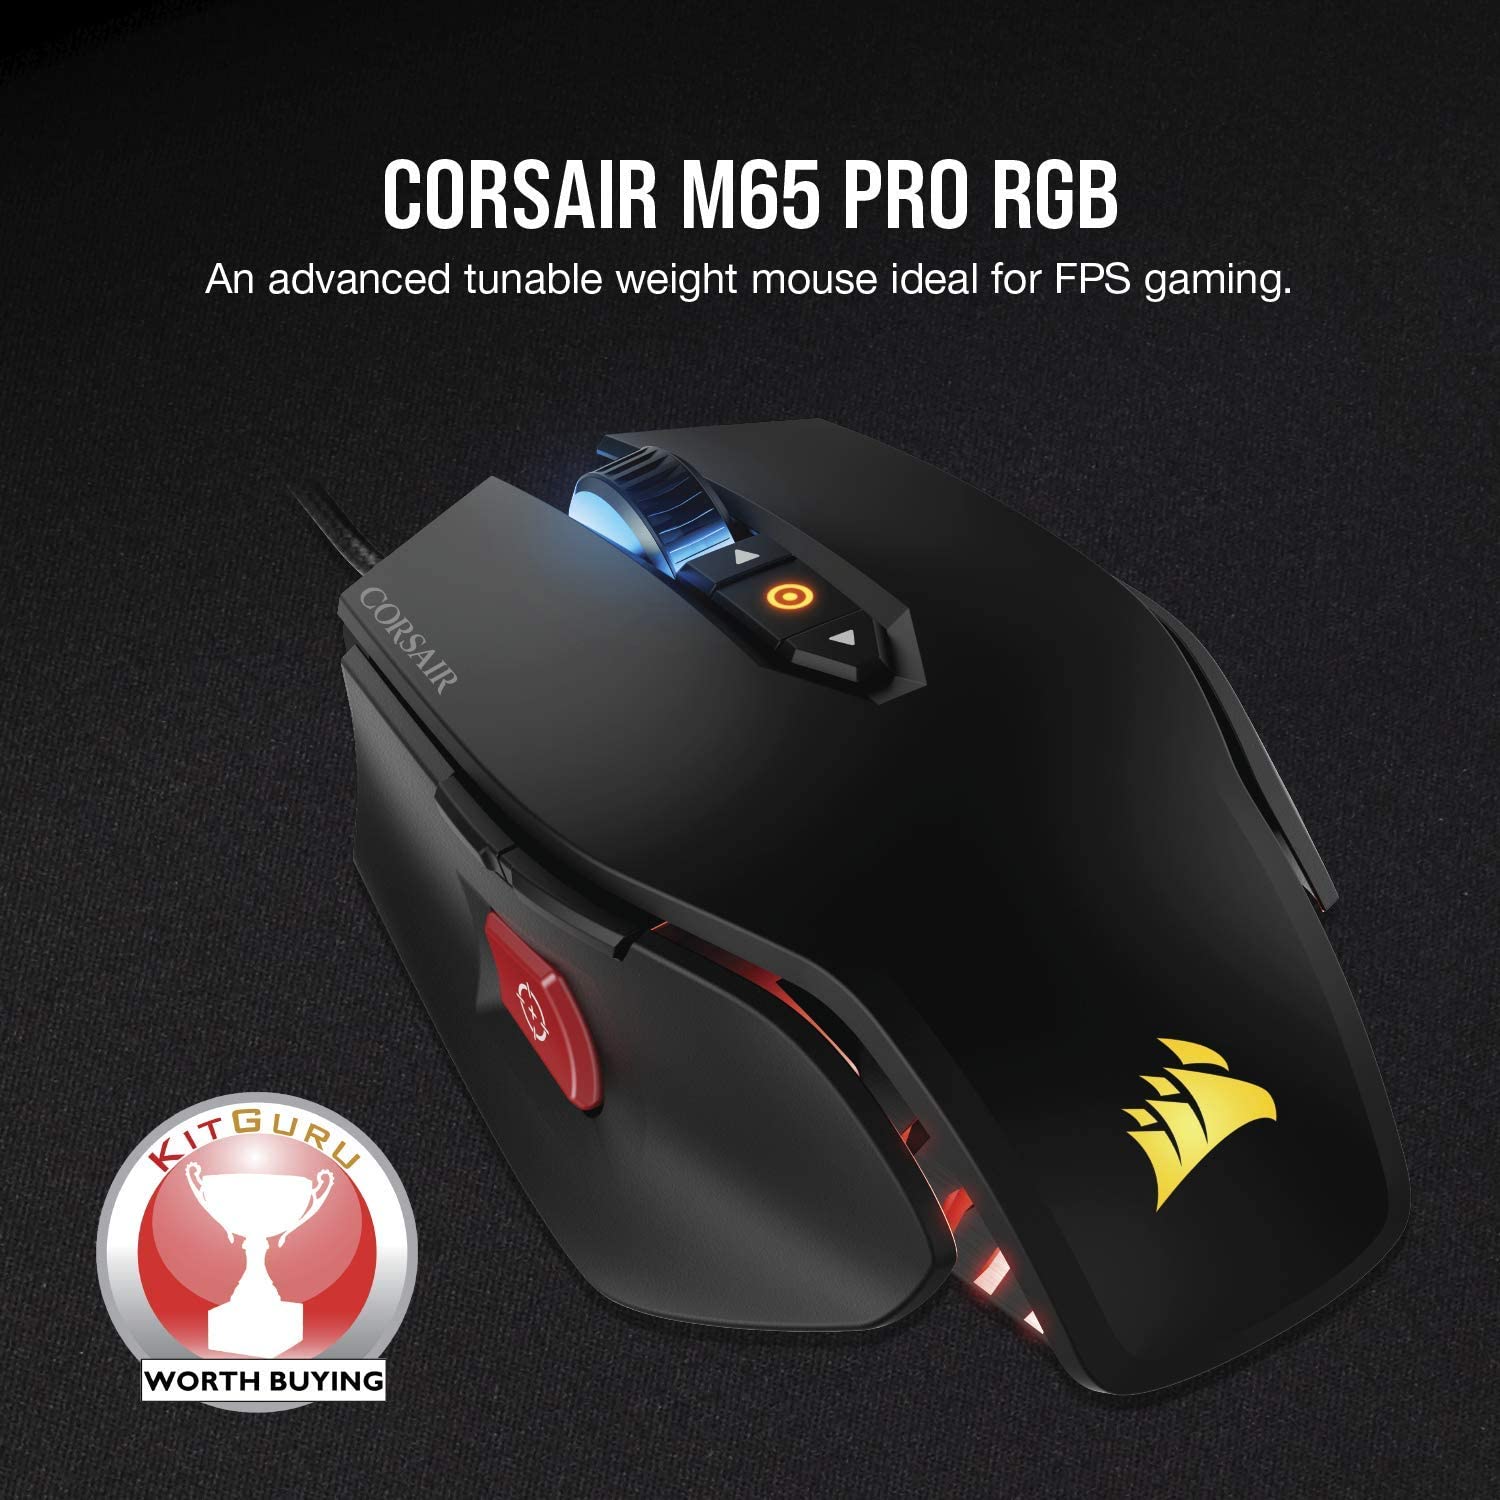 CORSAIR M65 PRO RGB
An advanced tunable weight mouse ideal for FPS gaming.
CORSAIR
KITGURU
WORTH BUYING